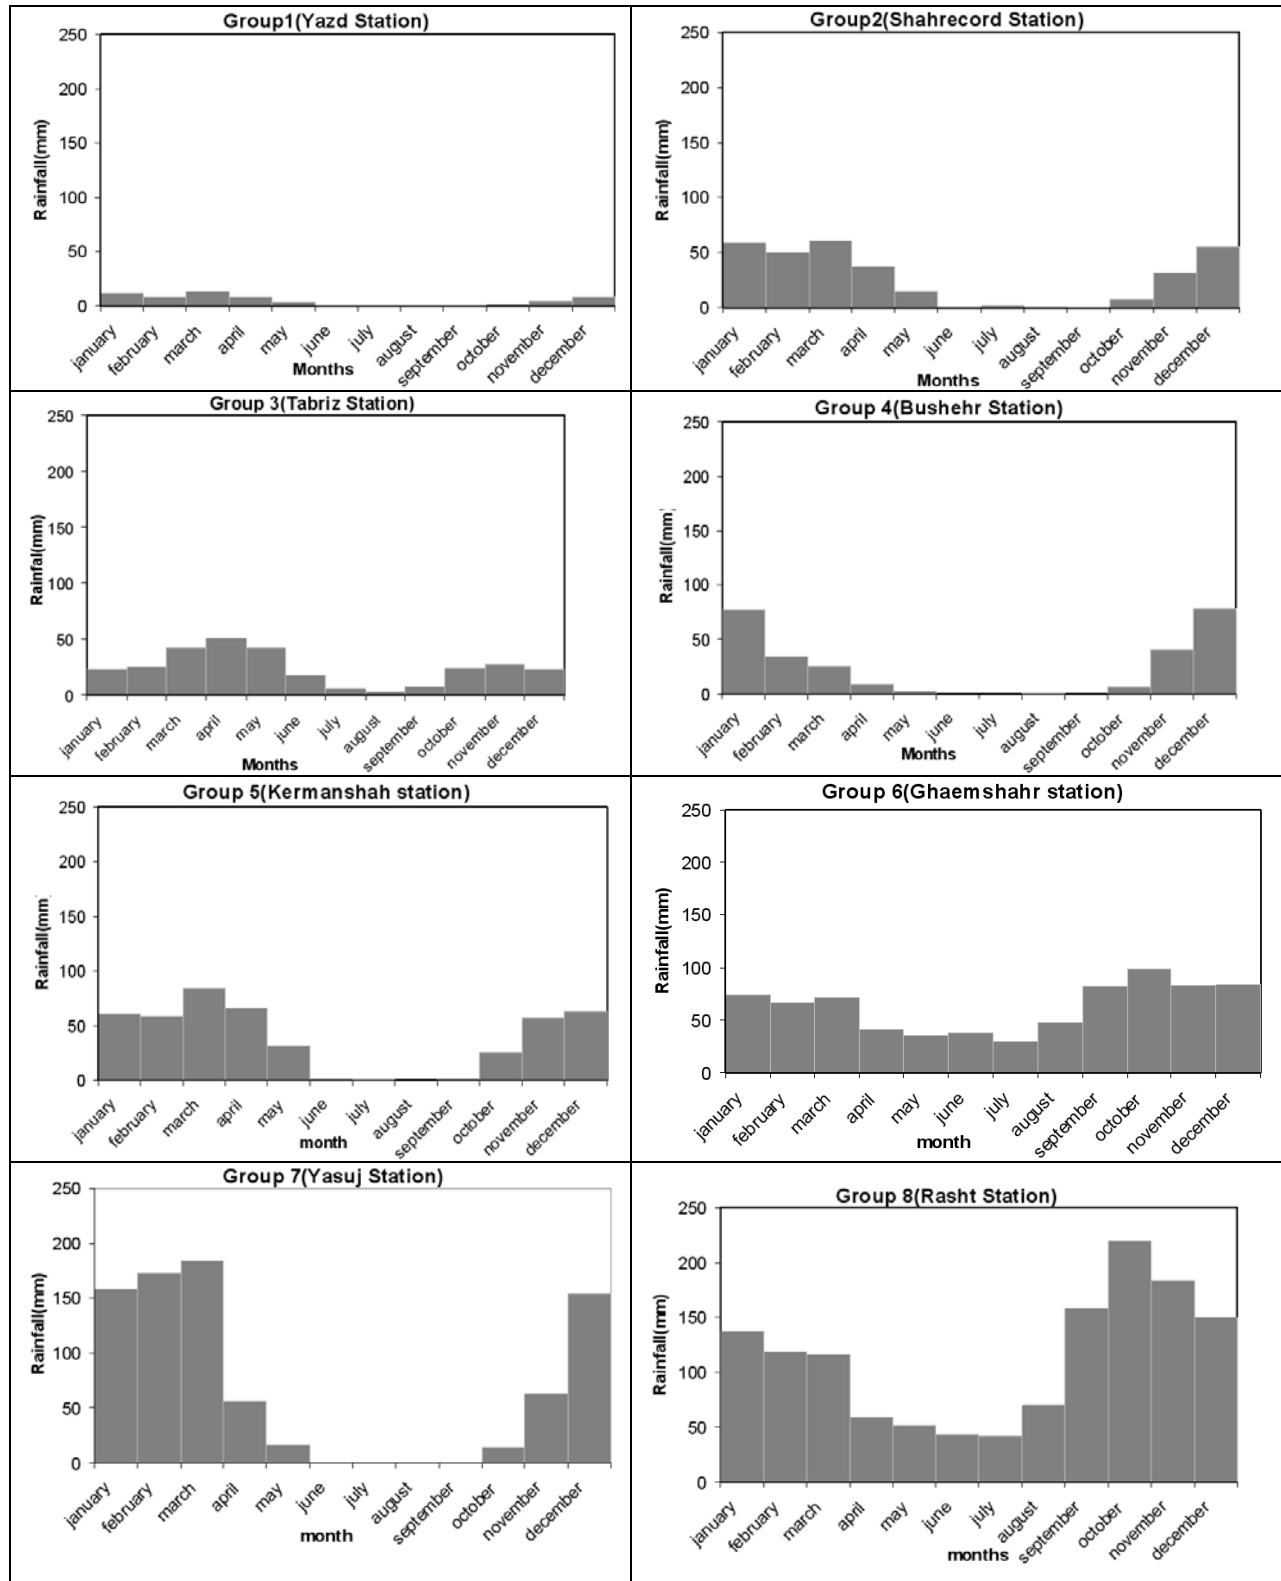 Group1(Yazd Station)
250
200
150
100
50
0
Rainfall(mm)
january
february
march
april
may
june
july
august
september
october
november
december
Months
Group2(Shahrecord Station)
250
200
150
100
50
0
Rainfall(mm)
january
february
march
april
may
june
july
august
september
october
november
december
Months
Group 3(Tabriz Station)
250
200
150
100
50
0
Rainfal(mm)
january
february
march
april
may
june
july
august
september
october
november
december
Months
Group 4(Bushehr Station)
250
200
150
100
50
0
Rainfall(mm)
january
february
march
april
may
june
july
august
september
october
november
december
Months
Group 5(Kermanshah station)
250
200
150
100
50
0
Rainfall(mm
january
february
march
april
may
june
july
august
september
october
november
december
month
Group 6(Ghaemshahr station)
250
200
150
100
50
0
Rainfall(mm)
january
february
march
april
may
june
july
august
september
october
november
december
month
Group 7(Yasuj Station)
250
200
150
100
50
0
Rainfall(mm)
january
february
march
april
may
june
july
august
september
october
november
december
month
Group 8(Rasht Station)
250
200
150
100
50
0
Rainfall(mm)
january
february
march
april
may
june
july
august
september
october
november
december
months